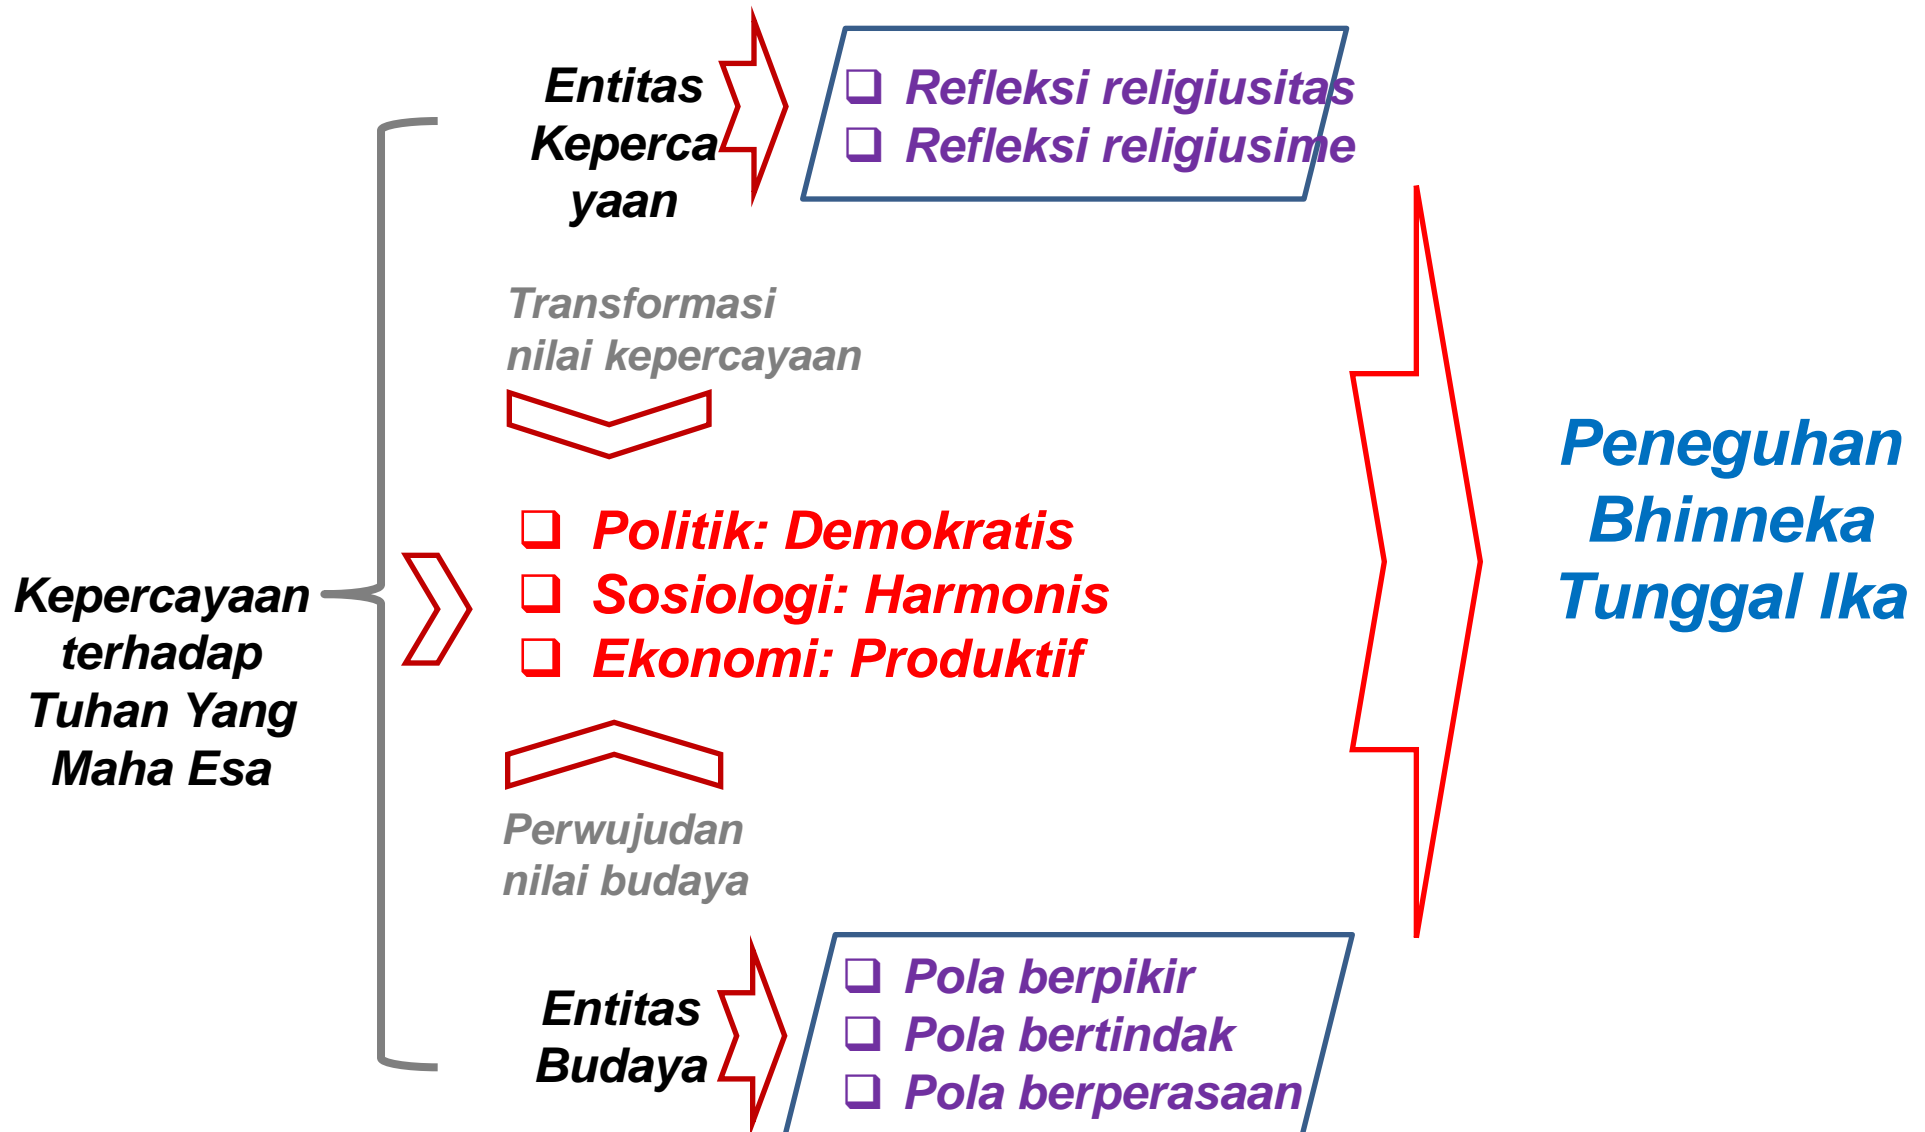 Kepercayaan
terhadap
Tuhan Yang
Maha Esa
Entitas
Keperca
yaan
❑ Refleksi religiusitas
❑ Refleksi religiusime
Transformasi
nilai kepercayaan
❑ Politik: Demokratis
❑ Sosiologi: Harmonis
❑ Ekonomi: Produktif
Perwujudan
nilai budaya
Entitas
Budaya
❑ Pola berpikir
❑ Pola bertindak
❑ Pola berperasaan
Peneguhan
Bhinneka
Tunggal Ika